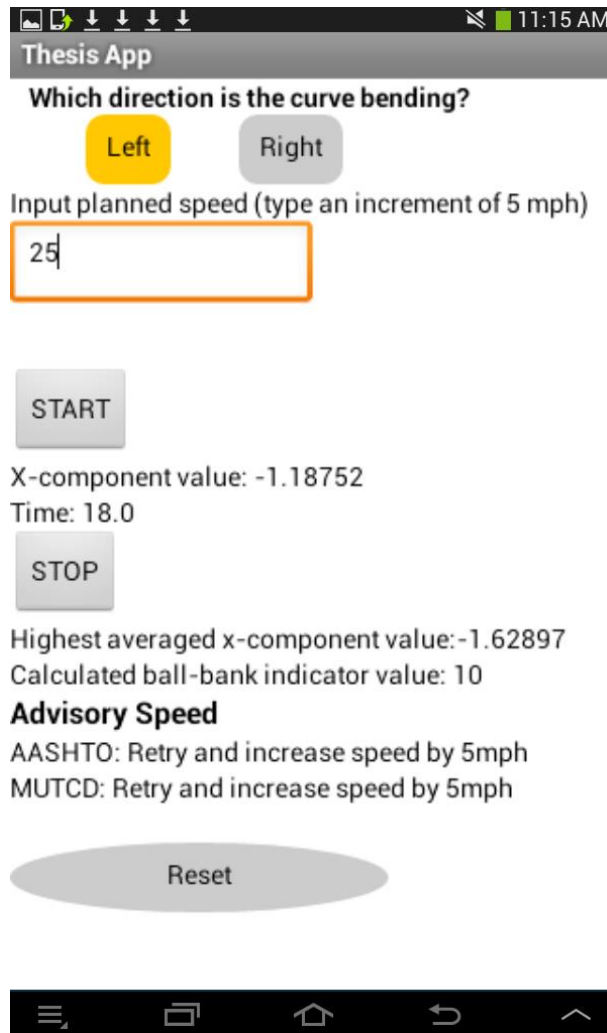 11:15 AM
Thesis App
Which direction is the curve bending?
Left Right
Input planned speed (type an increment of 5 mph)
25
START
X-component value: -1.18752
Time: 18.0
STOP
Highest averaged x-component value:-1.62897
Calculated ball-bank indicator value: 10
Advisory Speed
AASHTO: Retry and increase speed by 5mph
MUTCD: Retry and increase speed by 5mph
Reset